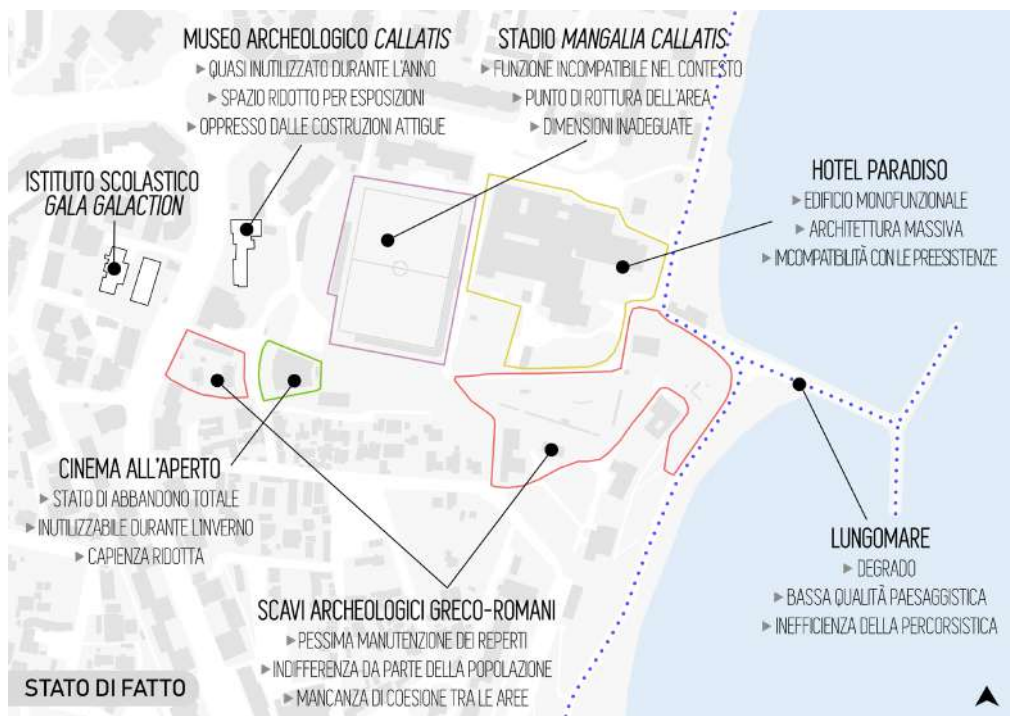 MUSEO ARCHEOLOGICO CALLATIS
▶ QUASI INUTILIZZATO DURANTE L'ANNO
▶ SPAZIO RIDOTTO PER ESPOSIZIONI
▶ OPPRESSO DALLE COSTRUZIONI ATTIGUE
STADIO MANGALIA CALLATIS
▶ FUNZIONE INCOMPATIBILE NEL CONTESTO
▶ PUNTO DI ROTTURA DELL'AREA
▶ DIMENSIONI INADEGUATE
ISTITUTO SCOLASTICO
GALA GALACTION
HOTEL PARADISO
▶ EDIFICIO MONOFUNZIONALE
▶ ARCHITETTURA MASSIVA
▶ IMCOMPATIBILITÀ CON LE PREESISTENZE
CINEMA ALL'APERTO
▶ STATO DI ABBANDONO TOTALE
▶ INUTILIZZABILE DURANTE L'INVERNO
▶ CAPIENZA RIDOTTA
LUNGOMARE
▶ DEGRADO
▶ BASSA QUALITÀ PAESAGGISTICA
▶ INEFFICIENZA DELLA PERCORSISTICA
SCAVI ARCHEOLOGICI GRECO-ROMANI
▶ PESSIMA MANUTENZIONE DEI REPERTI
▶ INDIFFERENZA DA PARTE DELLA POPOLAZIONE
▶ MANCANZA DI COESIONE TRA LE AREE
STATO DI FATTO